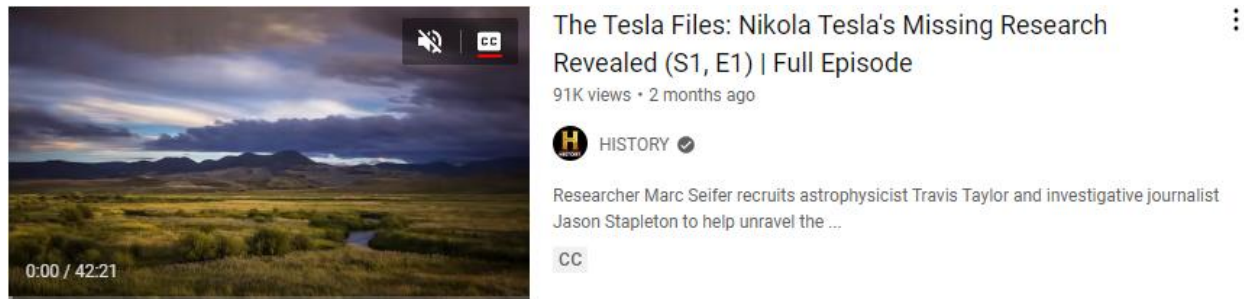 CC
0:00 / 42:21
The Tesla Files: Nikola Tesla's Missing Research
Revealed (S1, E1) | Full Episode
91K views • 2 months ago
H
HISTORY
HISTORY
Researcher Marc Seifer recruits astrophysicist Travis Taylor and investigative journalist
Jason Stapleton to help unravel the ...
CC